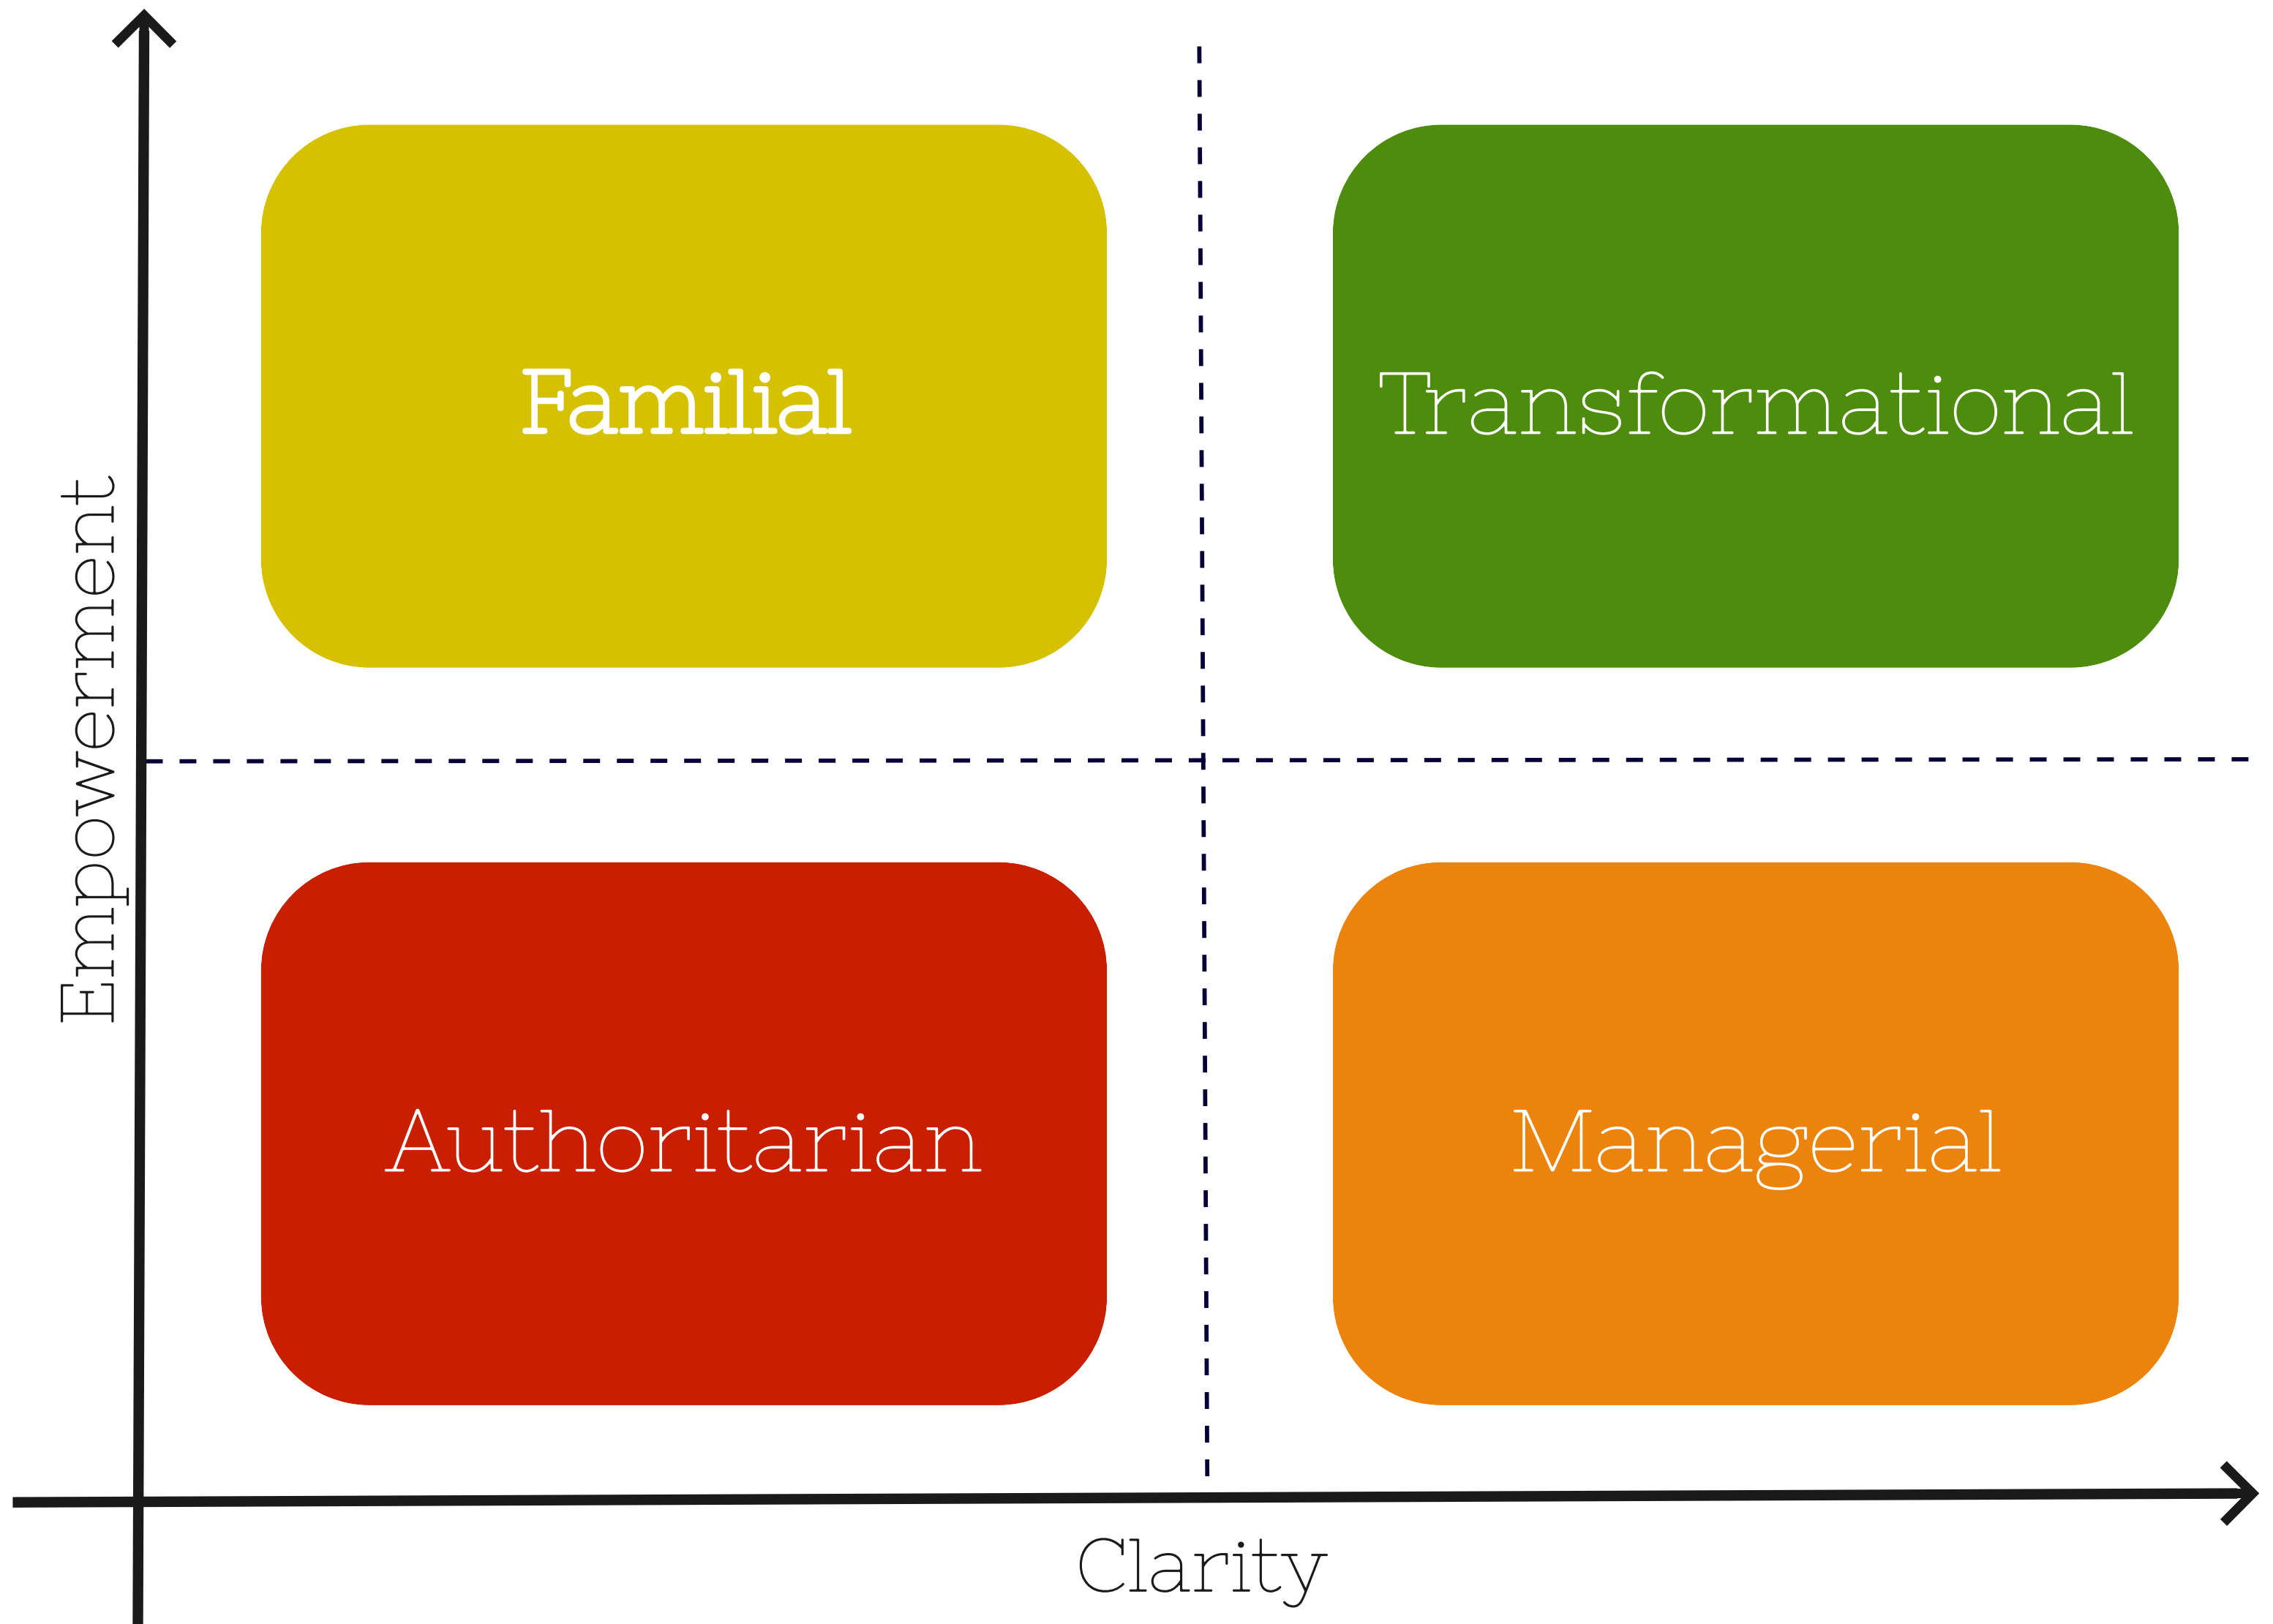 Empowerment
Familial
Transformational
Authoritarian
Managerial
Clarity